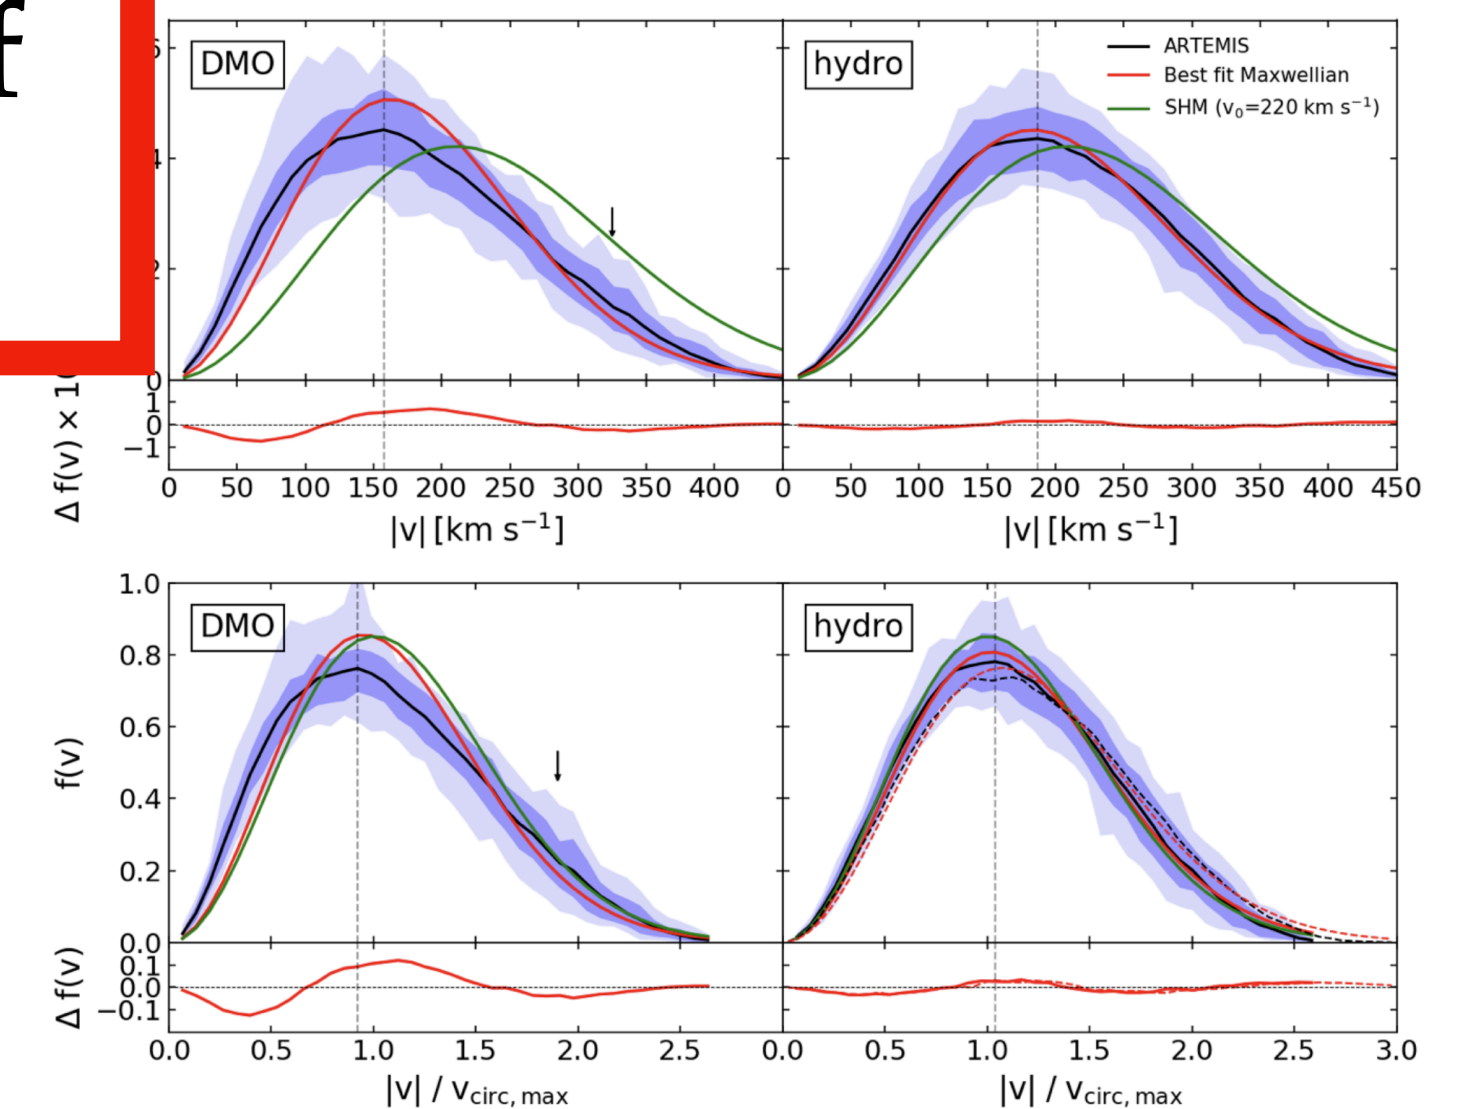 f
DMO
hydro
ARTEMIS
Best fit Maxwellian
SHM (v₀=220 km s⁻¹)
6
4
2
0
Δ f(v) × 10
1
0
−1
0 50 100 150 200 250 300 350 400 0 50 100 150 200 250 300 350 400 450
|v| [km s⁻¹] |v| [km s⁻¹]
DMO
hydro
f(v)
1.0
0.8
0.6
0.4
0.2
0.0
Δ f(v)
0.1
0.0
−0.1
0.0 0.5 1.0 1.5 2.0 2.5 0.0 0.5 1.0 1.5 2.0 2.5 3.0
|v| / v_circ, max |v| / v_circ, max